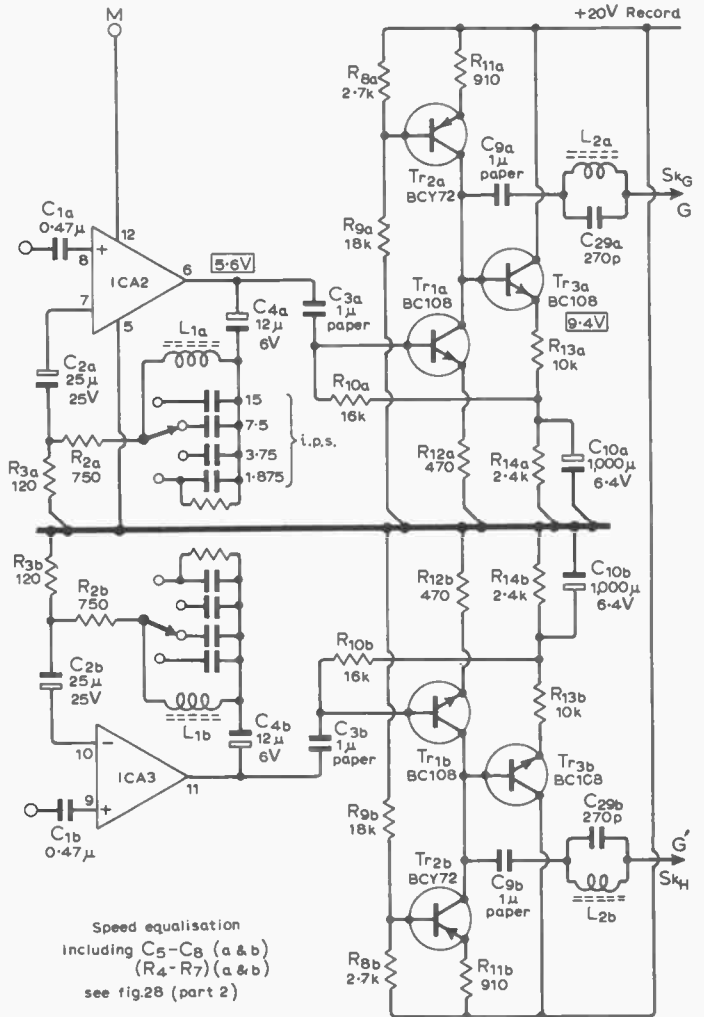 M
+20V Record
R8a
2·7k
R11a
910
Tr2a
BCY72
C9a
1µ
paper
L2a
SkG
G
C29a
270p
C1a
0·47µ
8
+
12
ICA2
6
5·6V
7
5
R9a
18k
Tr1a
BC108
Tr3a
BC108
9·4V
C4a
12µ
6V
C3a
1µ
paper
L1a
C2a
25µ
25V
R13a
10k
R10a
16k
15
7·5
3·75
1·875
i.p.s.
R2a
750
R3a
120
R12a
470
R14a
2·4k
C10a
1,000µ
6·4V
R3b
120
R2b
750
R12b
470
R14b
2·4k
C10b
1,000µ
6·4V
R10b
16k
C2b
25µ
25V
L1b
C4b
12µ
6V
C3b
1µ
paper
R13b
10k
Tr1b
BC108
Tr3b
BC108
10
−
ICA3
11
9
+
C1b
0·47µ
R9b
18k
C29b
270p
G'
SkH
L2b
Tr2b
BCY72
C9b
1µ
paper
R8b
2·7k
R11b
910
Speed equalisation
including C5−C8 (a & b)
(R4−R7)(a & b)
see fig.28 (part 2)